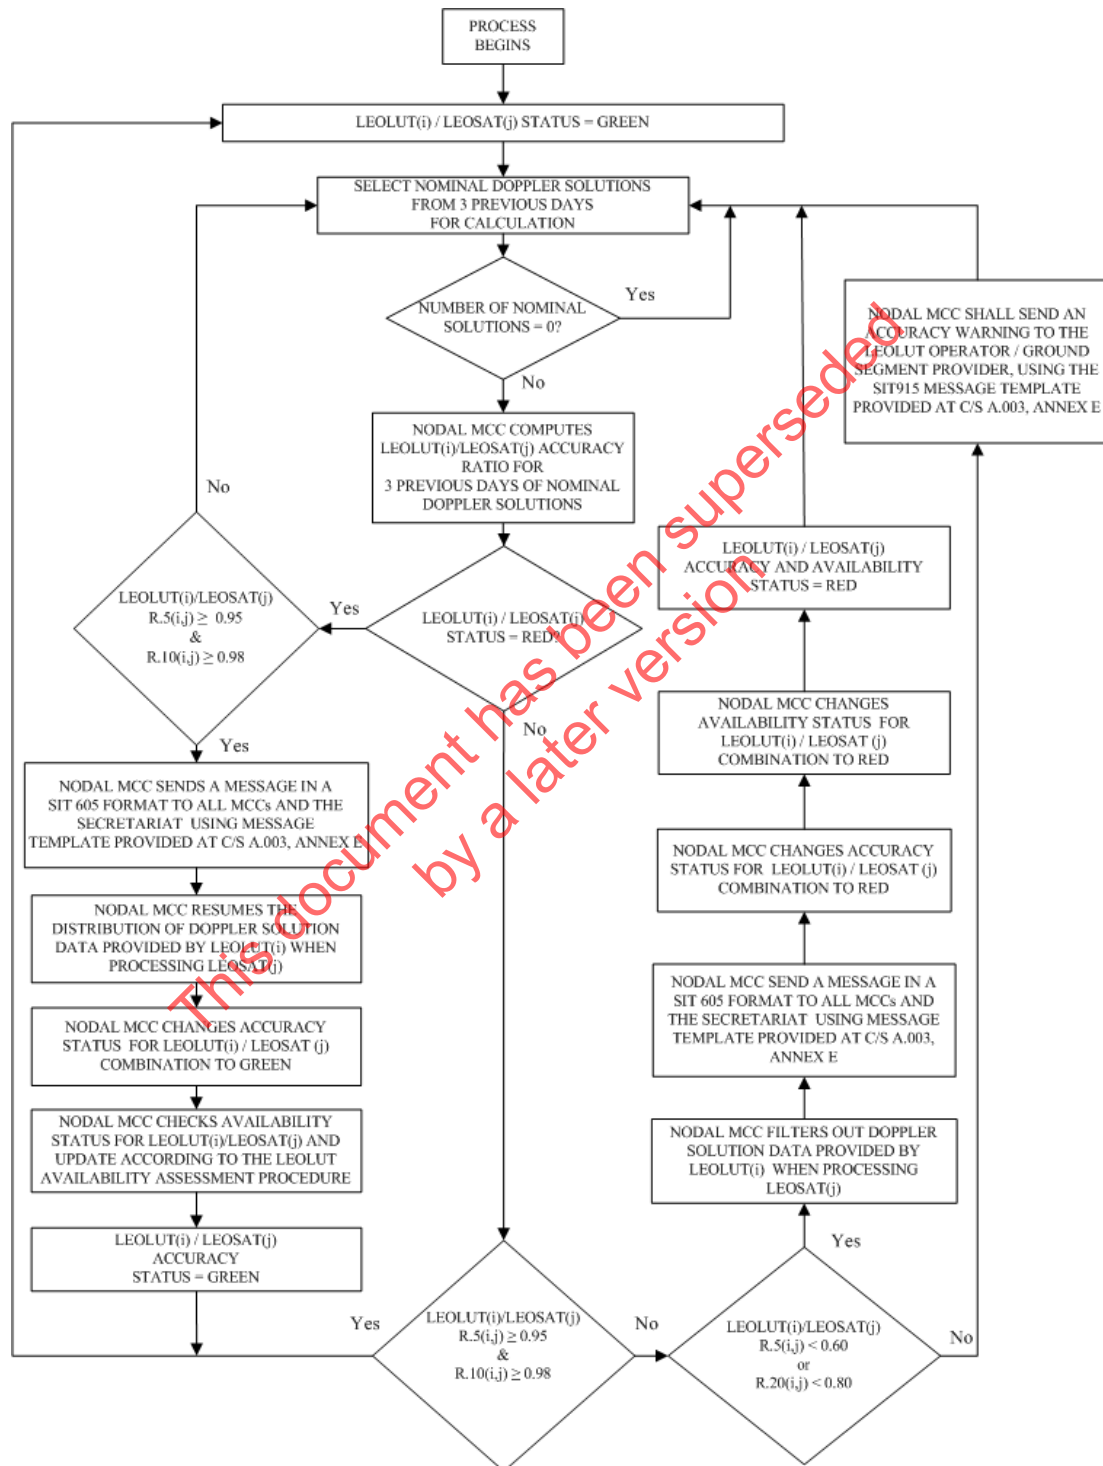 PROCESS
BEGINS
LEOLUT(i) / LEOSAT(j) STATUS = GREEN
SELECT NOMINAL DOPPLER SOLUTIONS
FROM 3 PREVIOUS DAYS
FOR CALCULATION
NUMBER OF NOMINAL
SOLUTIONS = 0?
Yes
No
NODAL MCC COMPUTES
LEOLUT(i)/LEOSAT(j) ACCURACY
RATIO FOR
3 PREVIOUS DAYS OF NOMINAL
DOPPLER SOLUTIONS
LEOLUT(i) / LEOSAT(j)
STATUS = RED?
Yes
No
LEOLUT(i)/LEOSAT(j)
R.5(i,j) ≥ 0.95
&
R.10(i,j) ≥ 0.98
No
Yes
NODAL MCC SENDS A MESSAGE IN A
SIT 605 FORMAT TO ALL MCCs AND THE
SECRETARIAT USING MESSAGE
TEMPLATE PROVIDED AT C/S A.003, ANNEX E
NODAL MCC RESUMES THE
DISTRIBUTION OF DOPPLER SOLUTION
DATA PROVIDED BY LEOLUT(i) WHEN
PROCESSING LEOSAT(j)
NODAL MCC CHANGES ACCURACY
STATUS FOR LEOLUT(i) / LEOSAT (j)
COMBINATION TO GREEN
NODAL MCC CHECKS AVAILABILITY
STATUS FOR LEOLUT(i)/LEOSAT(j) AND
UPDATE ACCORDING TO THE LEOLUT
AVAILABILITY ASSESSMENT PROCEDURE
LEOLUT(i) / LEOSAT(j)
ACCURACY
STATUS = GREEN
LEOLUT(i)/LEOSAT(j)
R.5(i,j) ≥ 0.95
&
R.10(i,j) ≥ 0.98
Yes
No
LEOLUT(i)/LEOSAT(j)
R.5(i,j) < 0.60
or
R.20(i,j) < 0.80
Yes
No
NODAL MCC FILTERS OUT DOPPLER
SOLUTION DATA PROVIDED BY
LEOLUT(i) WHEN PROCESSING
LEOSAT(j)
NODAL MCC SEND A MESSAGE IN A
SIT 605 FORMAT TO ALL MCCs AND
THE SECRETARIAT USING MESSAGE
TEMPLATE PROVIDED AT C/S A.003,
ANNEX E
NODAL MCC CHANGES ACCURACY
STATUS FOR LEOLUT(i) / LEOSAT (j)
COMBINATION TO RED
NODAL MCC CHANGES
AVAILABILITY STATUS FOR
LEOLUT(i) / LEOSAT (j)
COMBINATION TO RED
LEOLUT(i) / LEOSAT(j)
ACCURACY AND AVAILABILITY
STATUS = RED
NODAL MCC SHALL SEND AN
ACCURACY WARNING TO THE
LEOLUT OPERATOR / GROUND
SEGMENT PROVIDER, USING THE
SIT915 MESSAGE TEMPLATE
PROVIDED AT C/S A.003, ANNEX E
This document has been superseded
by a later version